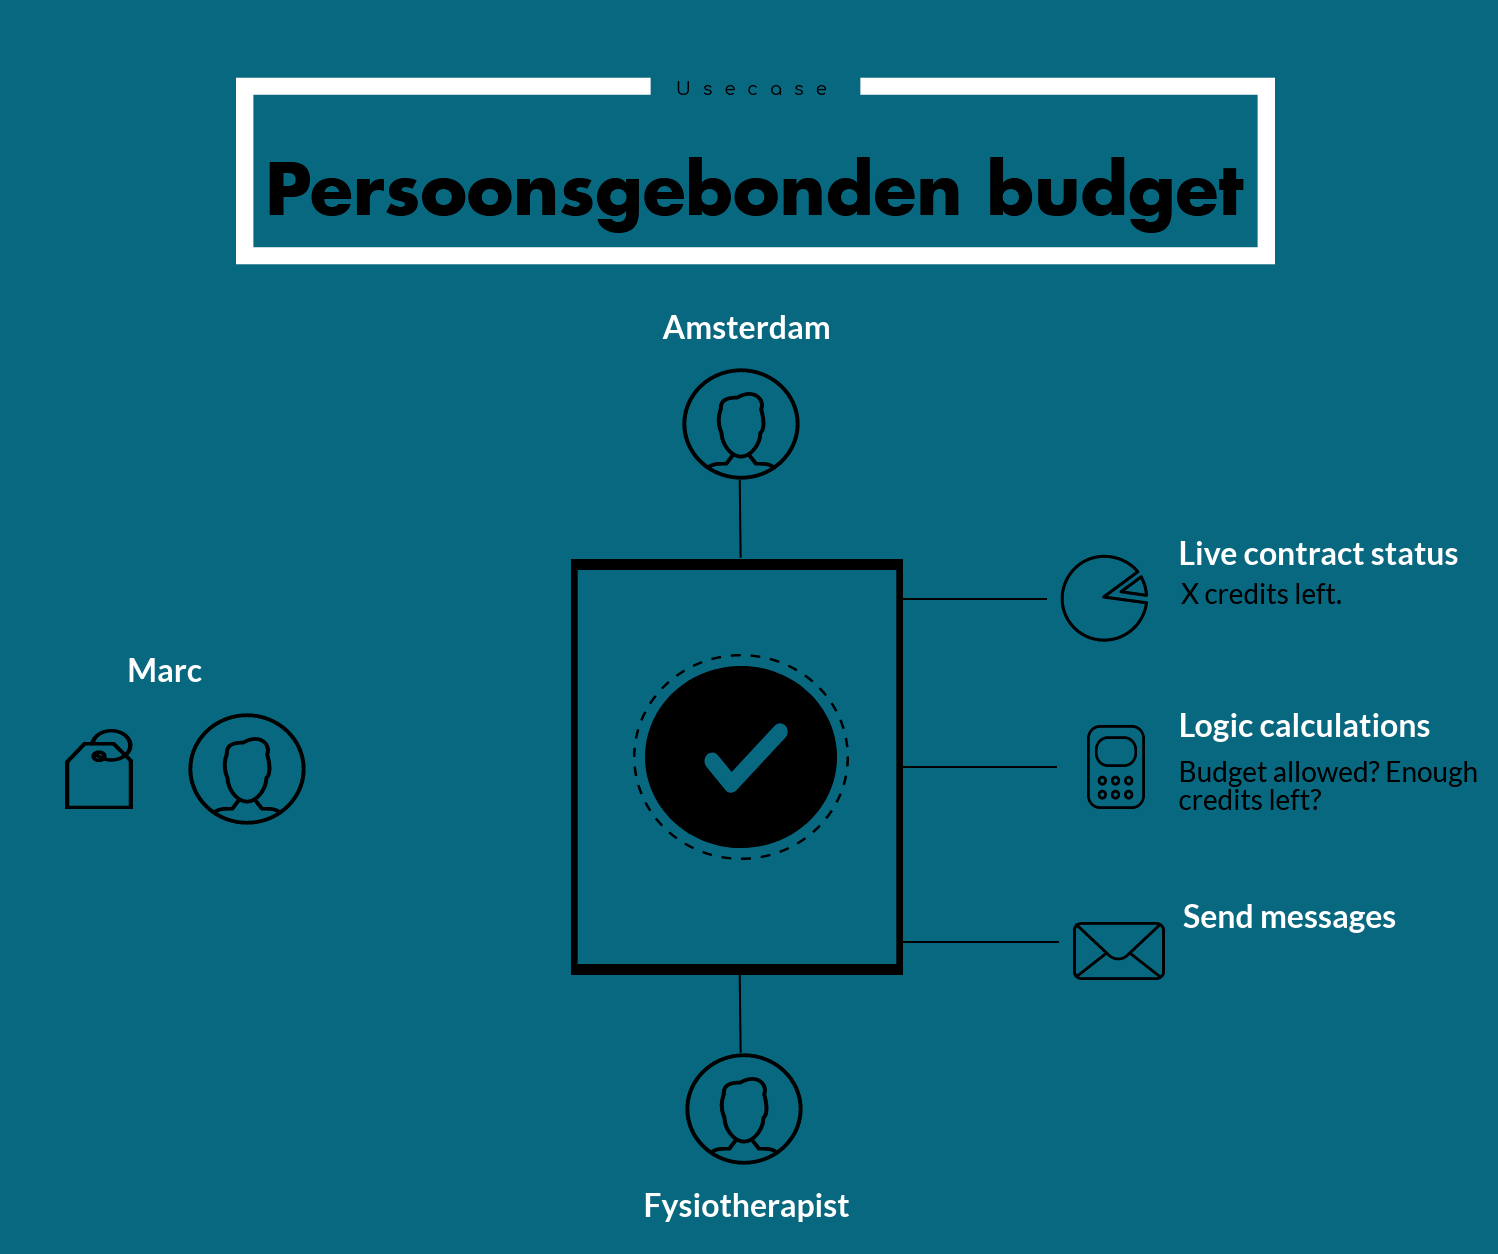 Usecase
Persoonsgebonden budget
Amsterdam
Live contract status
X credits left.
Marc
Logic calculations
Budget allowed? Enough
credits left?
Send messages
Fysiotherapist